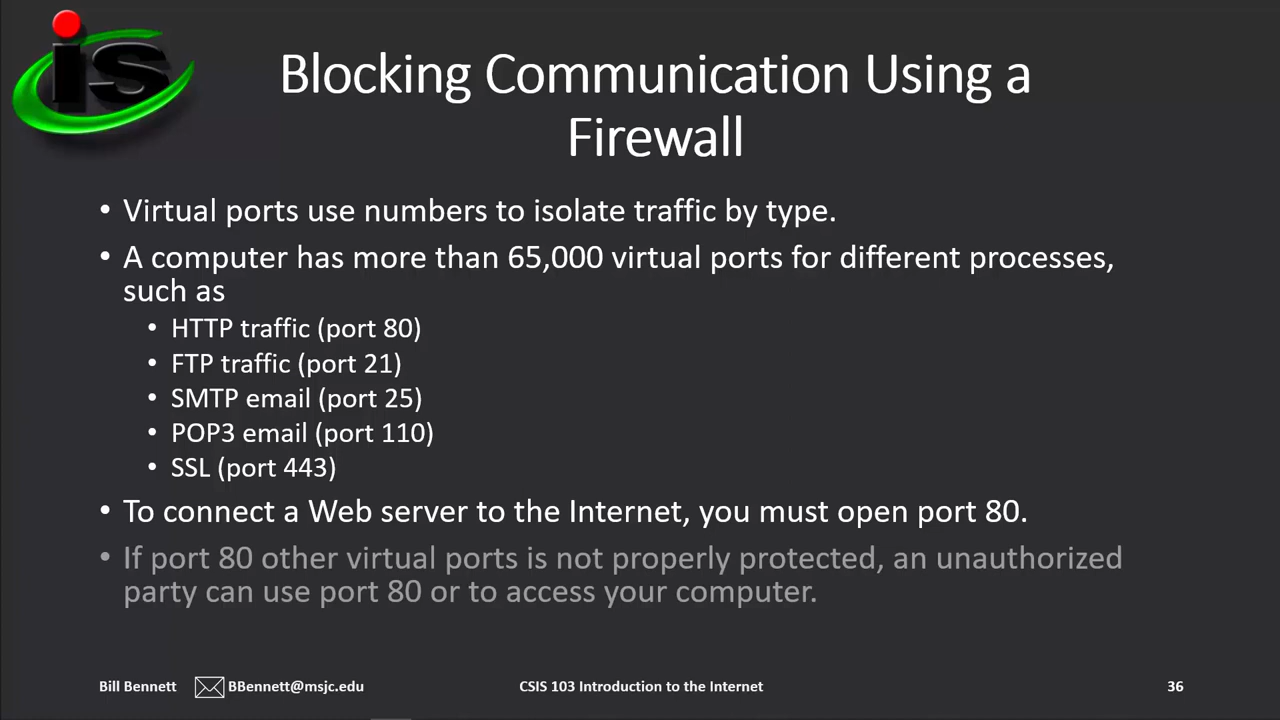 is
Blocking Communication Using a
Firewall
• Virtual ports use numbers to isolate traffic by type.
• A computer has more than 65,000 virtual ports for different processes,
such as
• HTTP traffic (port 80)
• FTP traffic (port 21)
• SMTP email (port 25)
• POP3 email (port 110)
• SSL (port 443)
• To connect a Web server to the Internet, you must open port 80.
• If port 80 other virtual ports is not properly protected, an unauthorized
party can use port 80 or to access your computer.
Bill Bennett BBennett@msjc.edu CSIS 103 Introduction to the Internet 36